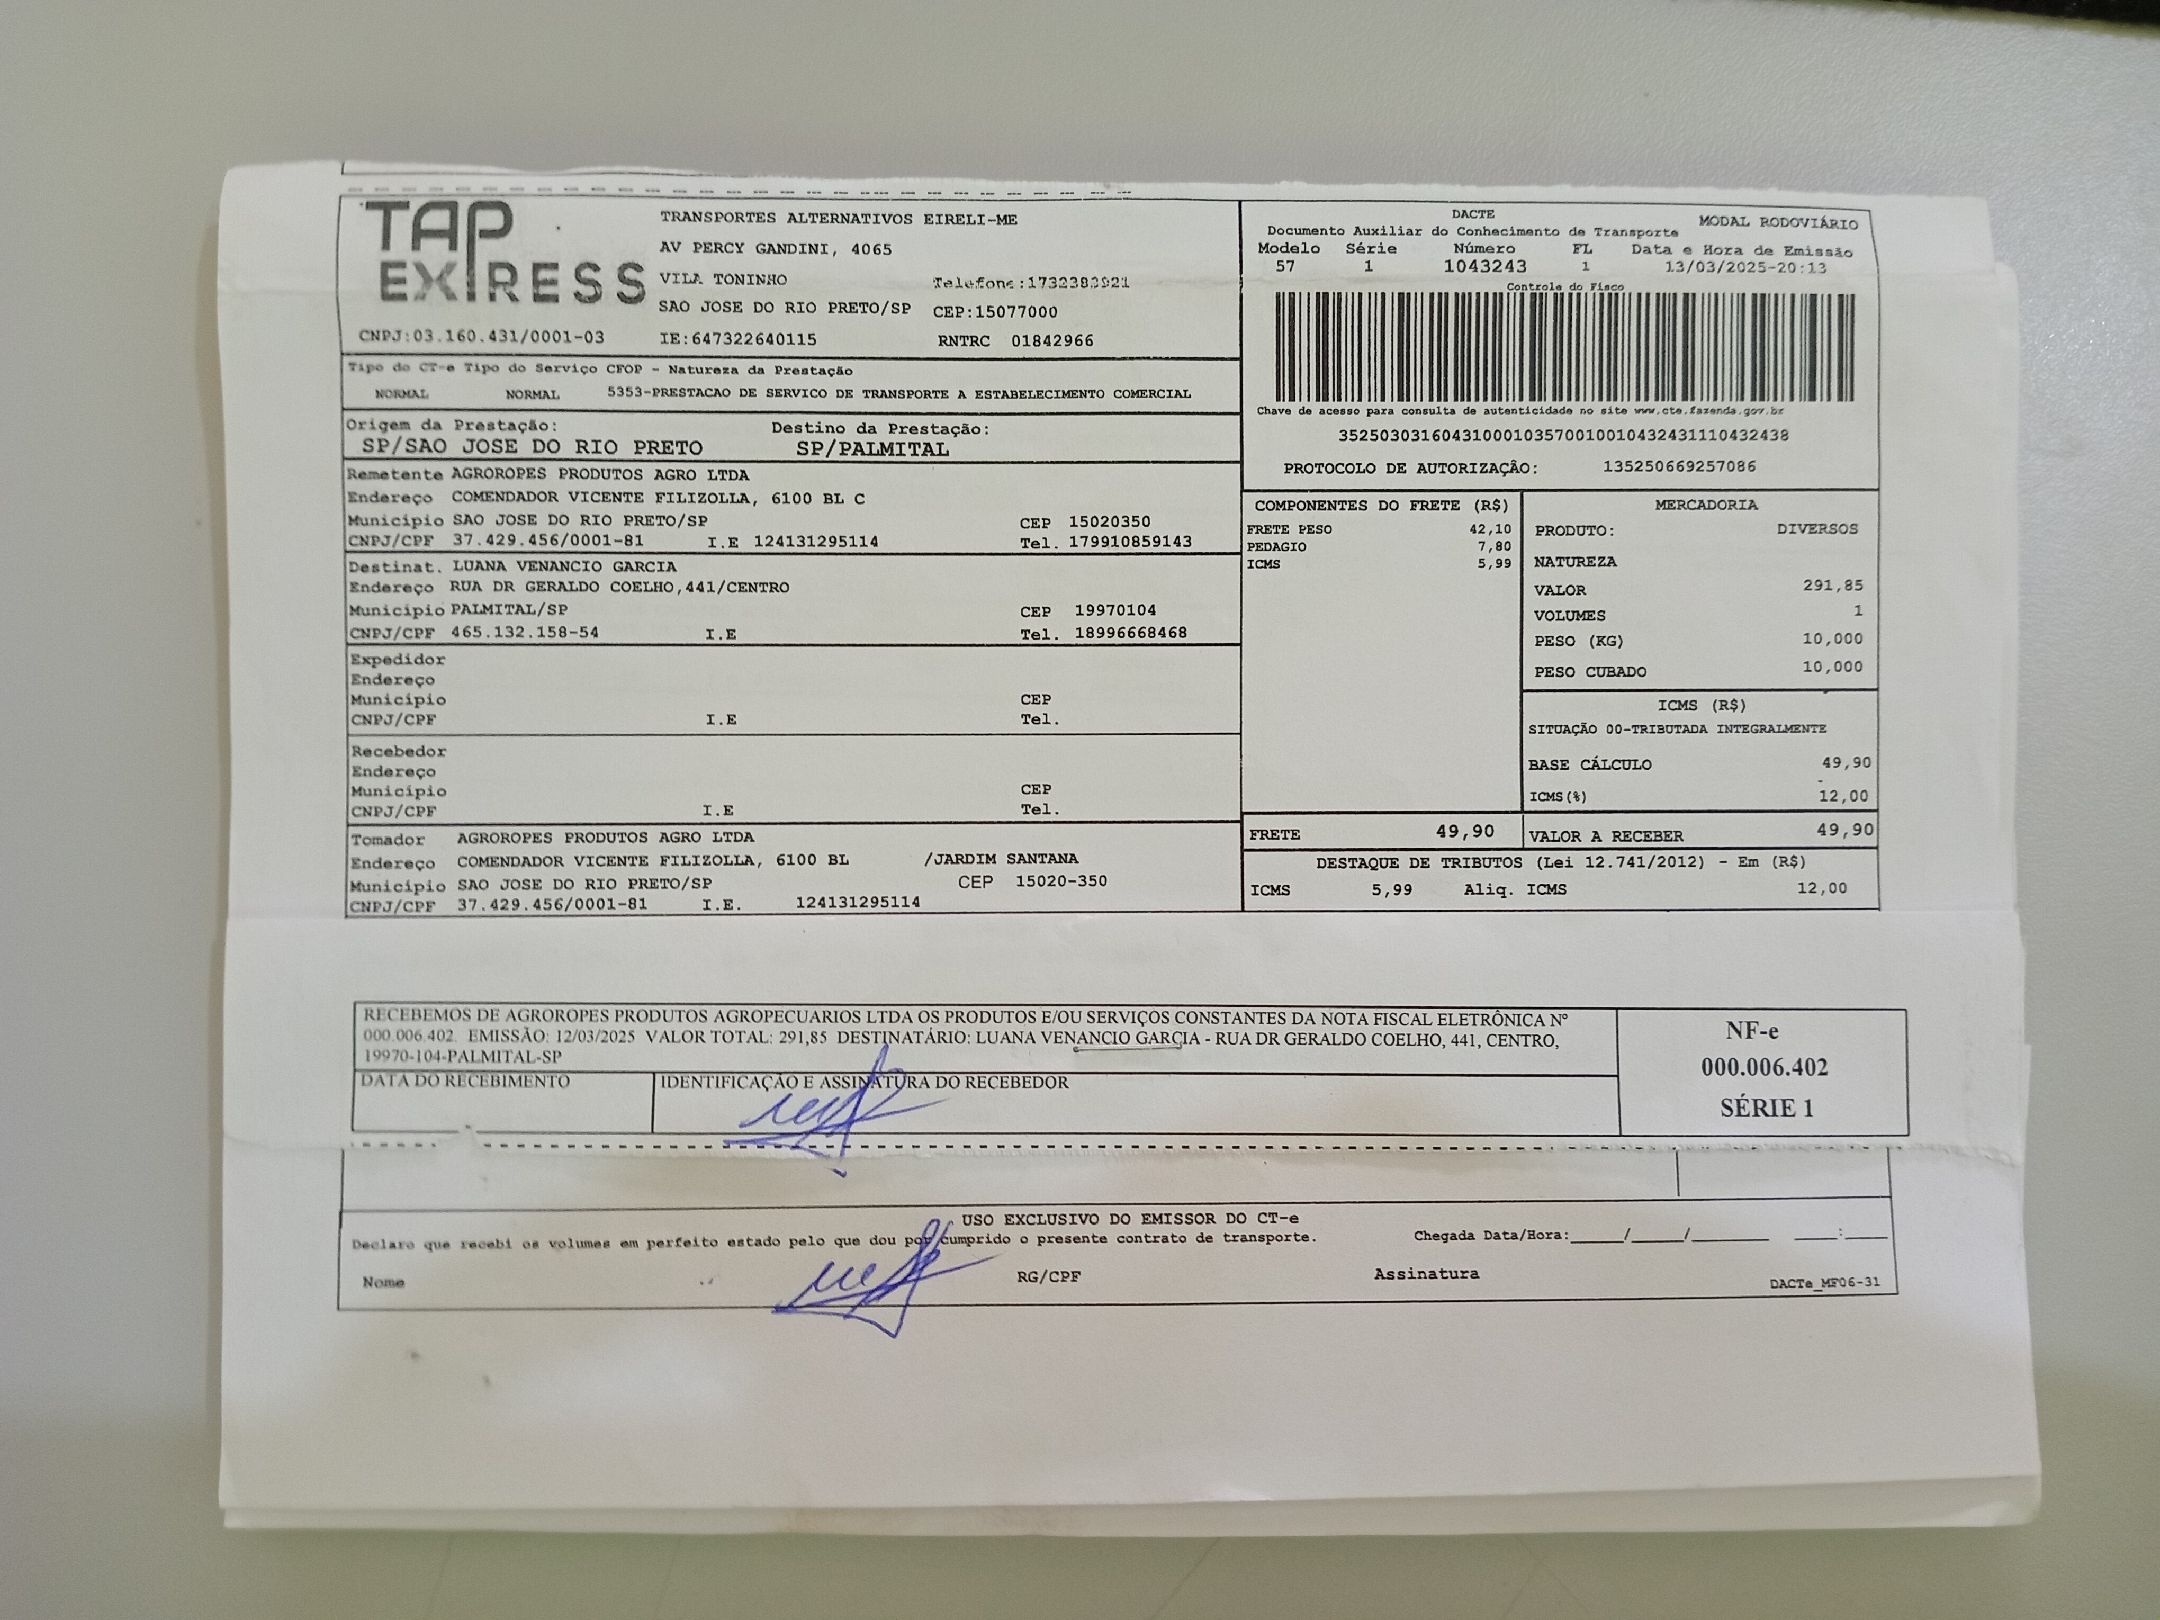 TAP
EXPRESS
CNPJ:03.160.431/0001-03
TRANSPORTES ALTERNATIVOS EIRELI-ME
AV PERCY GANDINI, 4065
VILA TONINHO Telefone:1732383921
SAO JOSE DO RIO PRETO/SP CEP:15077000
IE:647322640115 RNTRC 01842966
DACTE MODAL RODOVIÁRIO
Documento Auxiliar do Conhecimento de Transporte
Modelo Série Número FL Data e Hora de Emissão
57 1 1043243 1 13/03/2025-20:13
Controle do Fisco
Chave de acesso para consulta de autenticidade no site www.cte.fazenda.gov.br
35250303160431000103570010010432431110432438
PROTOCOLO DE AUTORIZAÇÃO: 135250669257086
Tipo do CT-e Tipo do Serviço CFOP - Natureza da Prestação
NORMAL NORMAL 5353-PRESTACAO DE SERVICO DE TRANSPORTE A ESTABELECIMENTO COMERCIAL
Origem da Prestação: Destino da Prestação:
SP/SAO JOSE DO RIO PRETO SP/PALMITAL
Remetente AGROROPES PRODUTOS AGRO LTDA
Endereço COMENDADOR VICENTE FILIZOLLA, 6100 BL C
Município SAO JOSE DO RIO PRETO/SP CEP 15020350
CNPJ/CPF 37.429.456/0001-81 I.E 124131295114 Tel. 179910859143
Destinat. LUANA VENANCIO GARCIA
Endereço RUA DR GERALDO COELHO,441/CENTRO
Município PALMITAL/SP CEP 19970104
CNPJ/CPF 465.132.158-54 I.E Tel. 18996668468
Expedidor
Endereço
Município CEP
CNPJ/CPF I.E Tel.
Recebedor
Endereço
Município CEP
CNPJ/CPF I.E Tel.
Tomador AGROROPES PRODUTOS AGRO LTDA
Endereço COMENDADOR VICENTE FILIZOLLA, 6100 BL /JARDIM SANTANA
Município SAO JOSE DO RIO PRETO/SP CEP 15020-350
CNPJ/CPF 37.429.456/0001-81 I.E. 124131295114
COMPONENTES DO FRETE (R$)
FRETE PESO 42,10
PEDAGIO 7,80
ICMS 5,99
MERCADORIA
PRODUTO: DIVERSOS
NATUREZA
VALOR 291,85
VOLUMES 1
PESO (KG) 10,000
PESO CUBADO 10,000
ICMS (R$)
SITUAÇÃO 00-TRIBUTADA INTEGRALMENTE
BASE CÁLCULO 49,90
ICMS(%) 12,00
FRETE 49,90 VALOR A RECEBER 49,90
DESTAQUE DE TRIBUTOS (Lei 12.741/2012) - Em (R$)
ICMS 5,99 Aliq. ICMS 12,00
RECEBEMOS DE AGROROPES PRODUTOS AGROPECUARIOS LTDA OS PRODUTOS E/OU SERVIÇOS CONSTANTES DA NOTA FISCAL ELETRÔNICA Nº
000.006.402. EMISSÃO: 12/03/2025 VALOR TOTAL: 291,85 DESTINATÁRIO: LUANA VENANCIO GARCIA - RUA DR GERALDO COELHO, 441, CENTRO,
19970-104-PALMITAL-SP
DATA DO RECEBIMENTO IDENTIFICAÇÃO E ASSINATURA DO RECEBEDOR
NF-e
000.006.402
SÉRIE 1
USO EXCLUSIVO DO EMISSOR DO CT-e
Declaro que recebi os volumes em perfeito estado pelo que dou por cumprido o presente contrato de transporte. Chegada Data/Hora:_____/_____/________ ____:____
Nome RG/CPF Assinatura DACTe_MF06-31